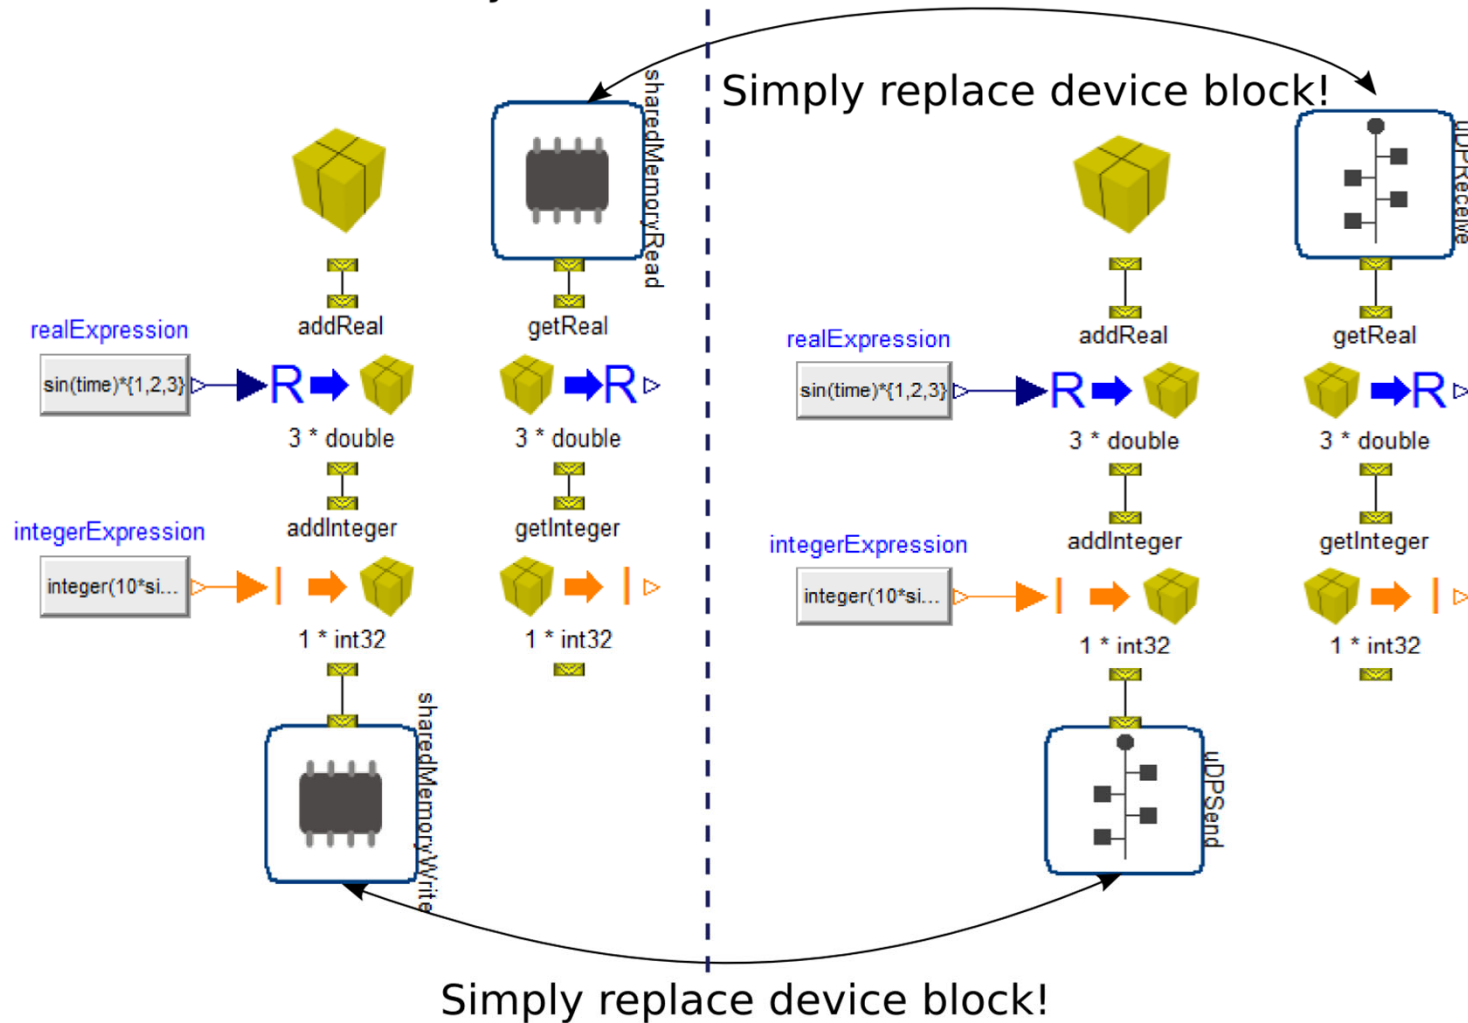 Simply replace device block!
sharedMemoryRead
uDPReceive
addReal
getReal
realExpression
sin(time)*{1,2,3}
R
R
3 * double
3 * double
addInteger
getInteger
integerExpression
integer(10*si...
I
I
1 * int32
1 * int32
sharedMemoryWrite
addReal
getReal
realExpression
sin(time)*{1,2,3}
R
R
3 * double
3 * double
addInteger
getInteger
integerExpression
integer(10*si...
I
I
1 * int32
1 * int32
uDPSend
Simply replace device block!